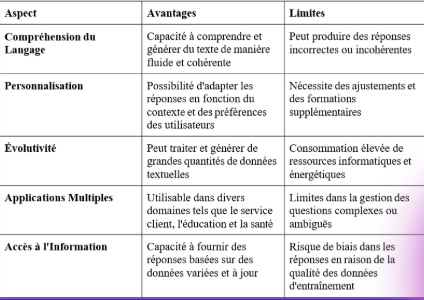 Aspect Avantages Limites
Compréhension du Capacité à comprendre et Peut produire des réponses
Langage générer du texte de manière incorrectes ou incohérentes
fluide et cohérente
Personnalisation Possibilité d'adapter les Nécessite des ajustements et
réponses en fonction du des formations
contexte et des préférences supplémentaires
des utilisateurs
Évolutivité Peut traiter et générer de Consommation élevée de
grandes quantités de données ressources informatiques et
textuelles énergétiques
Applications Multiples Utilisable dans divers Limites dans la gestion des
domaines tels que le service questions complexes ou
client, l'éducation et la santé ambiguës
Accès à l'Information Capacité à fournir des Risque de biais dans les
réponses basées sur des réponses en raison de la
données variées et à jour qualité des données
d'entraînement